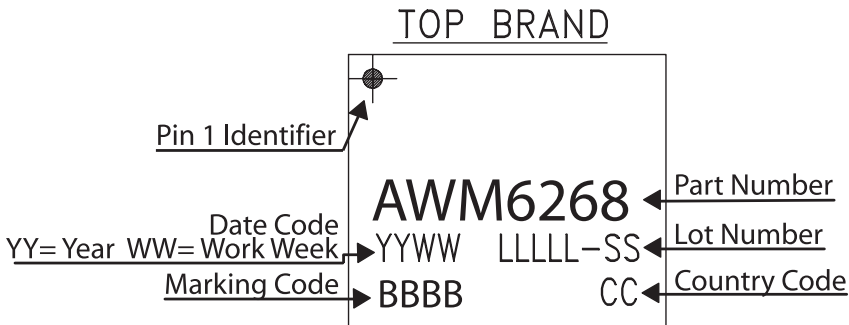 TOP BRAND
Pin 1 Identifier
AWM6268
Part Number
Date Code
YY= Year WW= Work Week
YYWW LLLLL-SS
Lot Number
Marking Code
BBBB
CC
Country Code